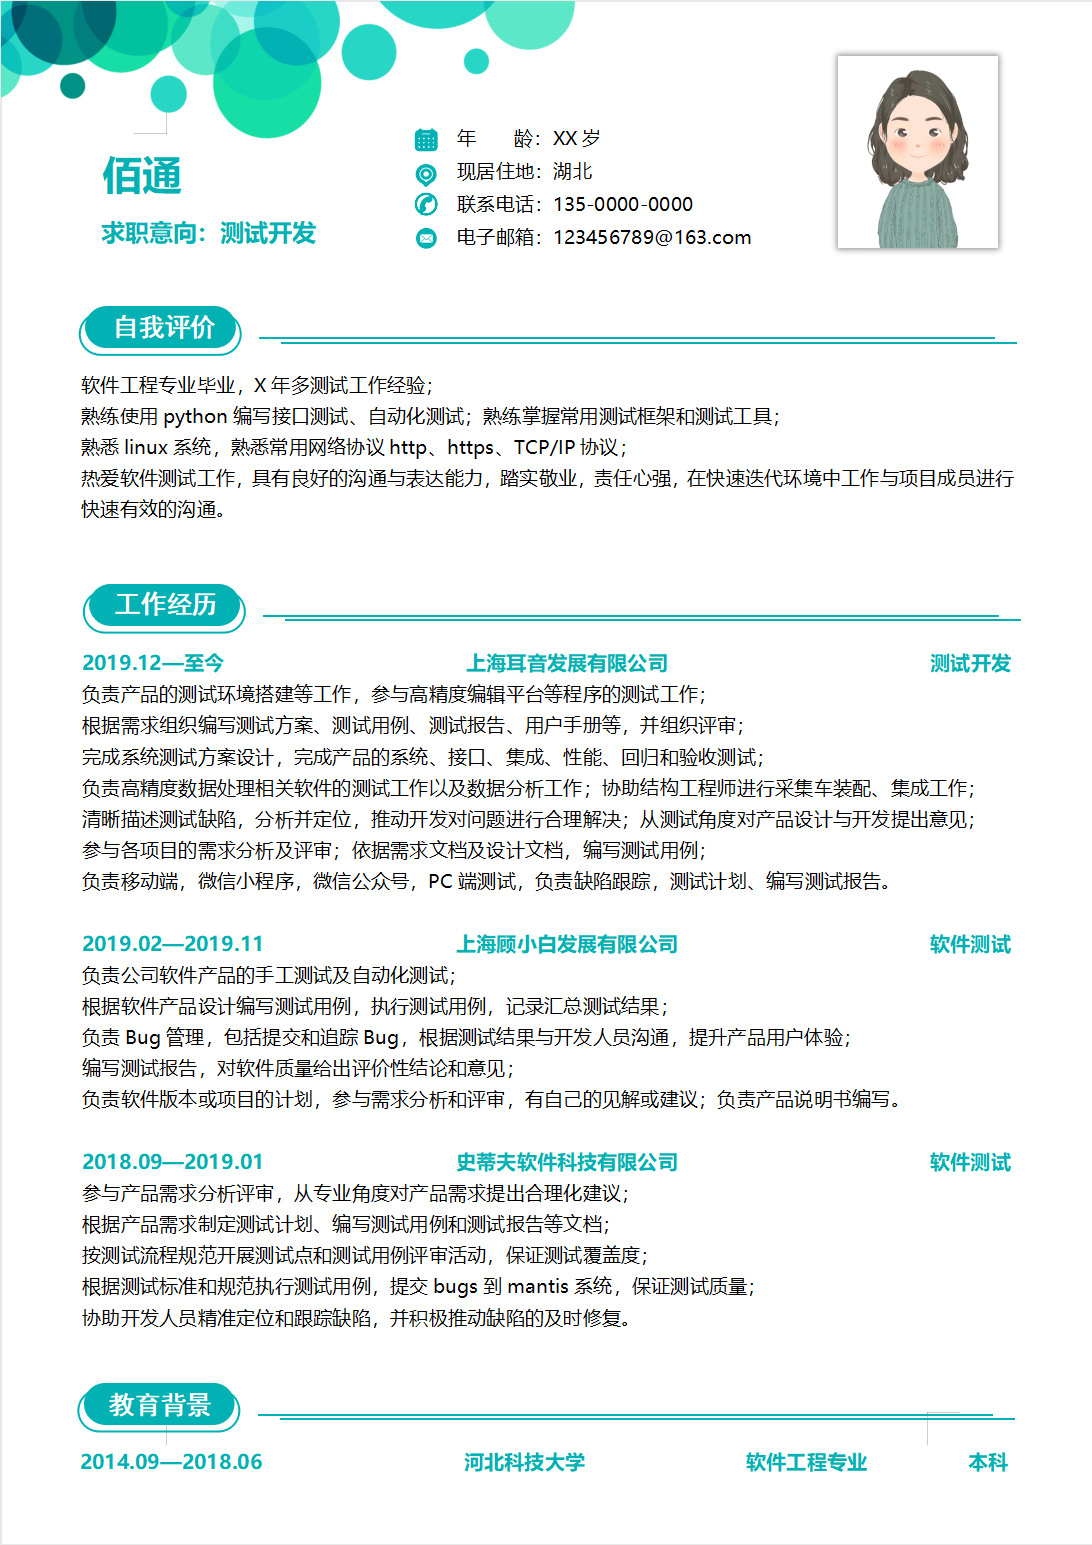 佰通
求职意向：测试开发
年 龄：XX 岁
现居住地：湖北
联系电话：135-0000-0000
电子邮箱：123456789@163.com
自我评价
软件工程专业毕业，X 年多测试工作经验；
熟练使用 python 编写接口测试、自动化测试；熟练掌握常用测试框架和测试工具；
熟悉 linux 系统，熟悉常用网络协议 http、https、TCP/IP 协议；
热爱软件测试工作，具有良好的沟通与表达能力，踏实敬业，责任心强，在快速迭代环境中工作与项目成员进行
快速有效的沟通。
工作经历
2019.12—至今 上海耳音发展有限公司 测试开发
负责产品的测试环境搭建等工作，参与高精度编辑平台等程序的测试工作；
根据需求组织编写测试方案、测试用例、测试报告、用户手册等，并组织评审；
完成系统测试方案设计，完成产品的系统、接口、集成、性能、回归和验收测试；
负责高精度数据处理相关软件的测试工作以及数据分析工作；协助结构工程师进行采集车装配、集成工作；
清晰描述测试缺陷，分析并定位，推动开发对问题进行合理解决；从测试角度对产品设计与开发提出意见；
参与各项目的需求分析及评审；依据需求文档及设计文档，编写测试用例；
负责移动端，微信小程序，微信公众号，PC 端测试，负责缺陷跟踪，测试计划、编写测试报告。
2019.02—2019.11 上海顾小白发展有限公司 软件测试
负责公司软件产品的手工测试及自动化测试；
根据软件产品设计编写测试用例，执行测试用例，记录汇总测试结果；
负责 Bug 管理，包括提交和追踪 Bug，根据测试结果与开发人员沟通，提升产品用户体验；
编写测试报告，对软件质量给出评价性结论和意见；
负责软件版本或项目的计划，参与需求分析和评审，有自己的见解或建议；负责产品说明书编写。
2018.09—2019.01 史蒂夫软件科技有限公司 软件测试
参与产品需求分析评审，从专业角度对产品需求提出合理化建议；
根据产品需求制定测试计划、编写测试用例和测试报告等文档；
按测试流程规范开展测试点和测试用例评审活动，保证测试覆盖度；
根据测试标准和规范执行测试用例，提交 bugs 到 mantis 系统，保证测试质量；
协助开发人员精准定位和跟踪缺陷，并积极推动缺陷的及时修复。
教育背景
2014.09—2018.06 河北科技大学 软件工程专业 本科